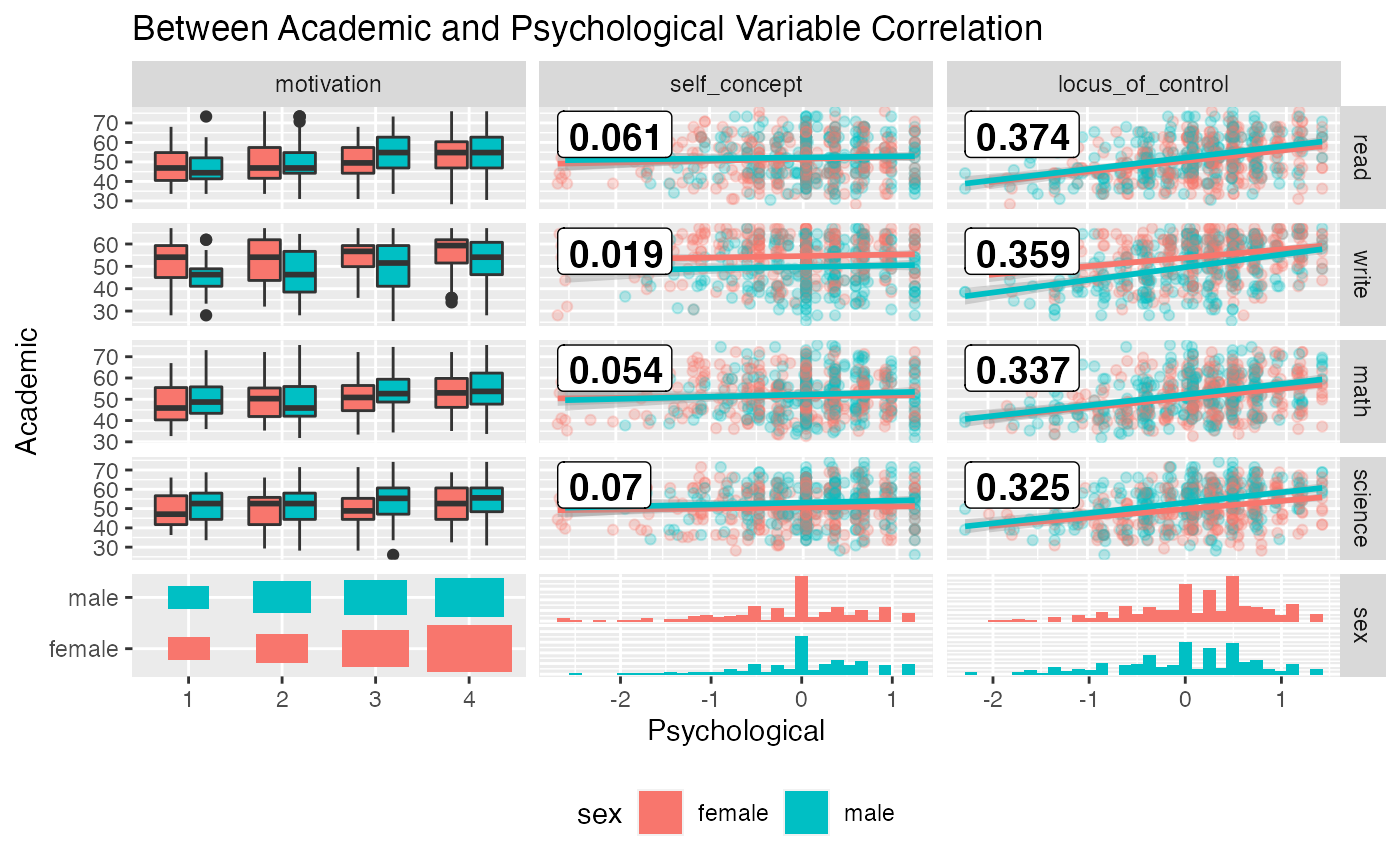 Between Academic and Psychological Variable Correlation
motivation
self_concept
locus_of_control
70
60
50
40
30
0.061
0.374
read
60
50
40
30
0.019
0.359
write
70
60
50
40
30
0.054
0.337
math
70
60
50
40
30
0.07
0.325
science
male
female
sex
1
2
3
4
-2
-1
0
1
-2
-1
0
1
Academic
Psychological
sex
female
male